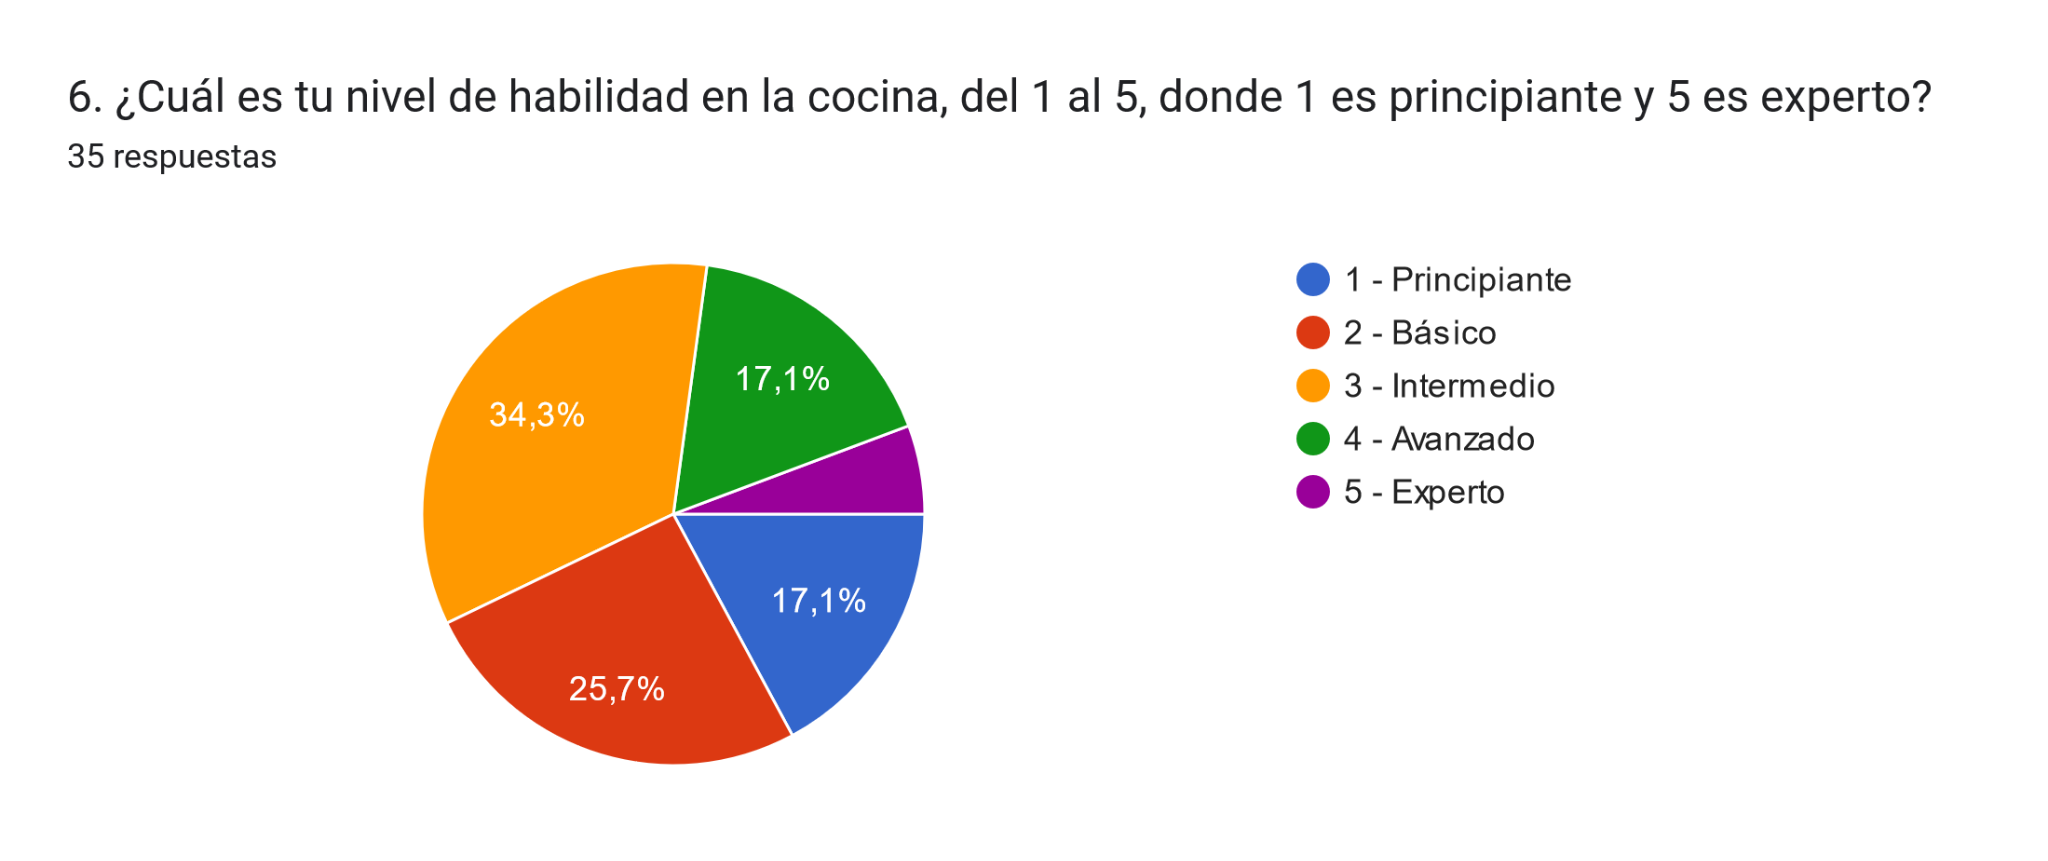 6. ¿Cuál es tu nivel de habilidad en la cocina, del 1 al 5, donde 1 es principiante y 5 es experto?
35 respuestas
17,1%
34,3%
17,1%
25,7%
1 - Principiante
2 - Básico
3 - Intermedio
4 - Avanzado
5 - Experto